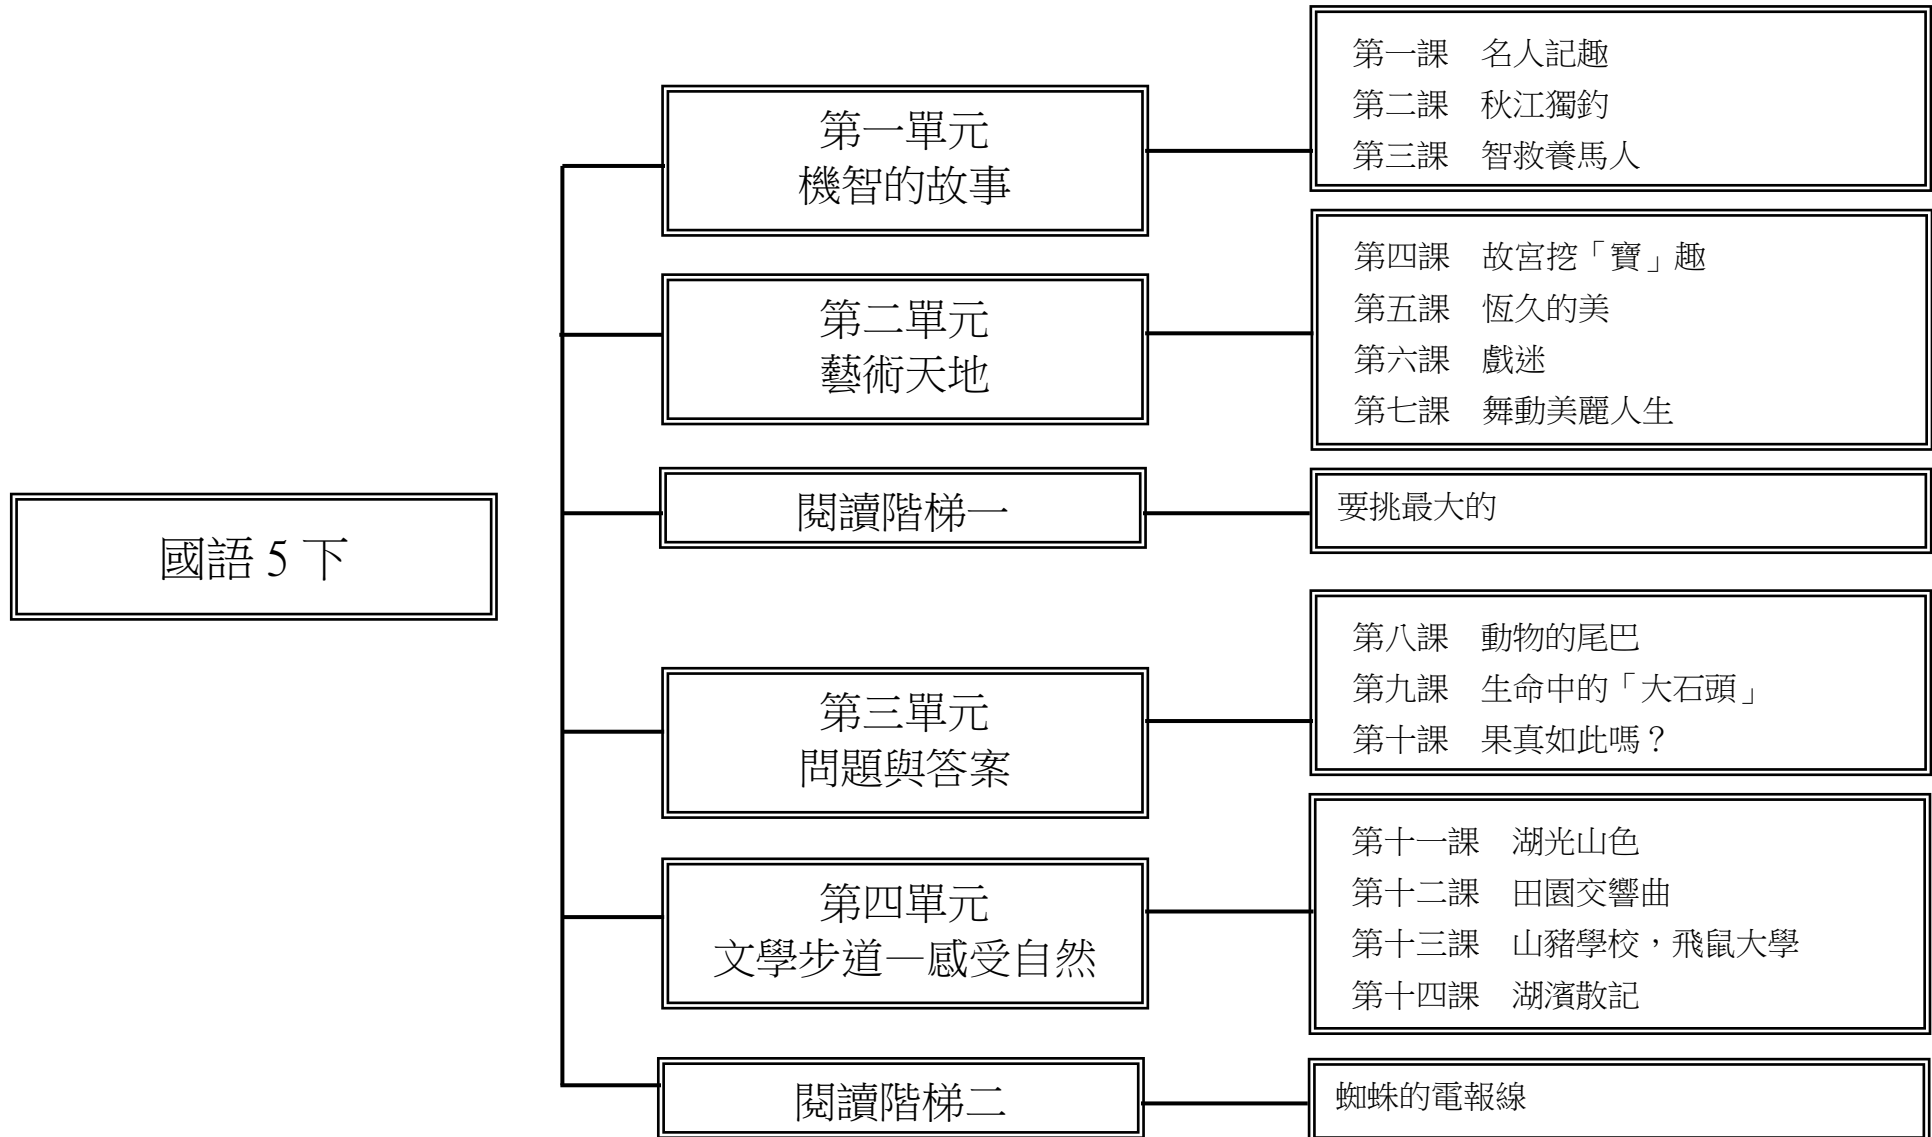 國語 5 下
第一單元
機智的故事
第一課　名人記趣
第二課　秋江獨釣
第三課　智救養馬人
第二單元
藝術天地
第四課　故宮挖「寶」趣
第五課　恆久的美
第六課　戲迷
第七課　舞動美麗人生
閱讀階梯一
要挑最大的
第三單元
問題與答案
第八課　動物的尾巴
第九課　生命中的「大石頭」
第十課　果真如此嗎？
第四單元
文學步道—感受自然
第十一課　湖光山色
第十二課　田園交響曲
第十三課　山豬學校，飛鼠大學
第十四課　湖濱散記
閱讀階梯二
蜘蛛的電報線